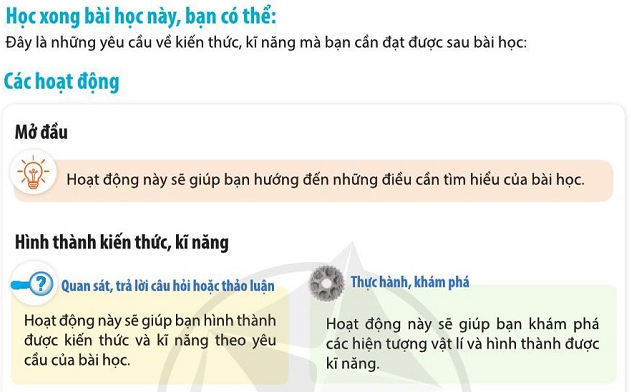 Học xong bài học này, bạn có thể:
Đây là những yêu cầu về kiến thức, kĩ năng mà bạn cần đạt được sau bài học:
Các hoạt động
Mở đầu
Hoạt động này sẽ giúp bạn hướng đến những điều cần tìm hiểu của bài học.
Hình thành kiến thức, kĩ năng
Quan sát, trả lời câu hỏi hoặc thảo luận
Hoạt động này sẽ giúp bạn hình thành
được kiến thức và kĩ năng theo yêu
cầu của bài học.
Thực hành, khám phá
Hoạt động này sẽ giúp bạn khám phá
các hiện tượng vật lí và hình thành được
kĩ năng.